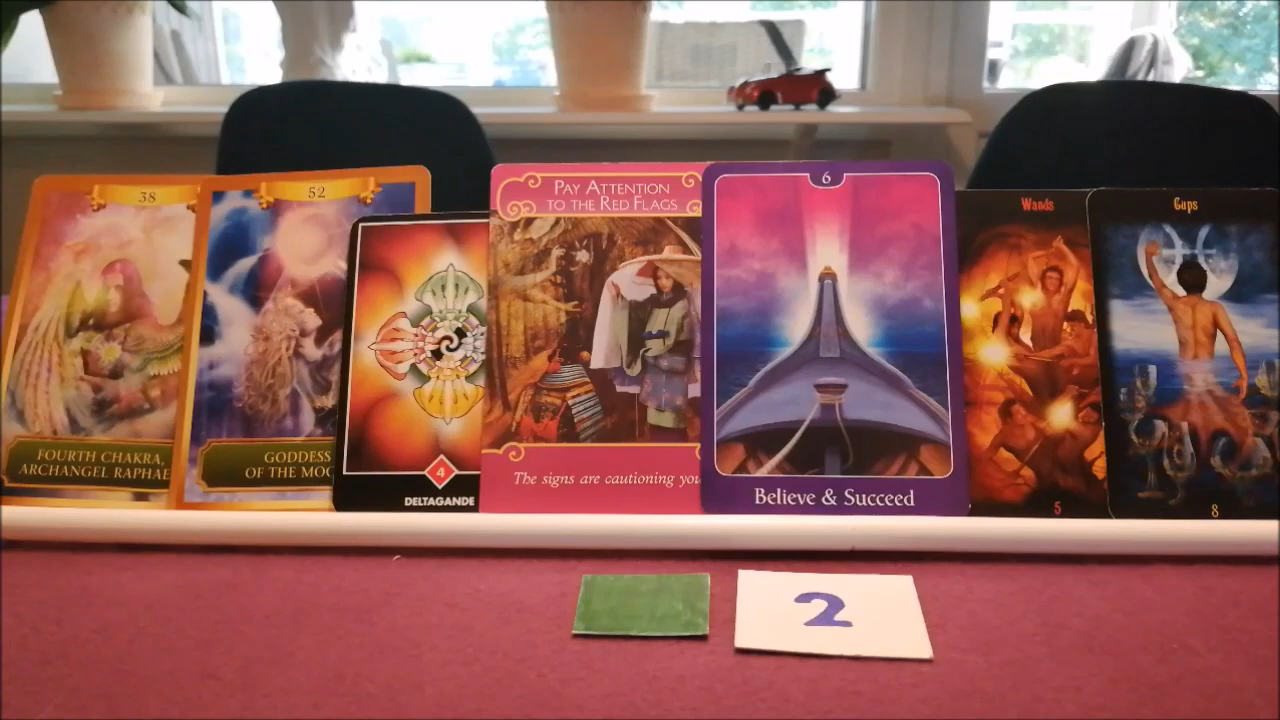 38
FOURTH CHAKRA,
ARCHANGEL RAPHAE
52
GODDESS
OF THE MOO
4
DELTAGANDE
PAY ATTENTION
TO THE RED FLAGS
The signs are cautioning you
6
Believe & Succeed
Wands
5
Cups
8
2